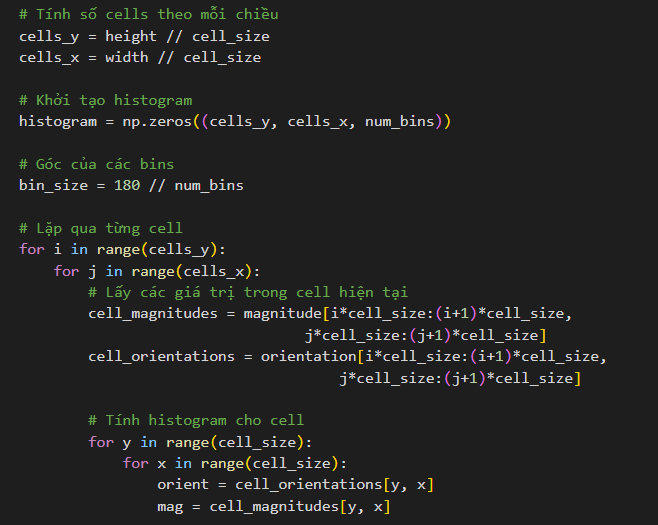 # Tính số cells theo mỗi chiều
cells_y = height // cell_size
cells_x = width // cell_size
# Khởi tạo histogram
histogram = np.zeros((cells_y, cells_x, num_bins))
# Góc của các bins
bin_size = 180 // num_bins
# Lặp qua từng cell
for i in range(cells_y):
for j in range(cells_x):
# Lấy các giá trị trong cell hiện tại
cell_magnitudes = magnitude[i*cell_size:(i+1)*cell_size,
j*cell_size:(j+1)*cell_size]
cell_orientations = orientation[i*cell_size:(i+1)*cell_size,
j*cell_size:(j+1)*cell_size]
# Tính histogram cho cell
for y in range(cell_size):
for x in range(cell_size):
orient = cell_orientations[y, x]
mag = cell_magnitudes[y, x]